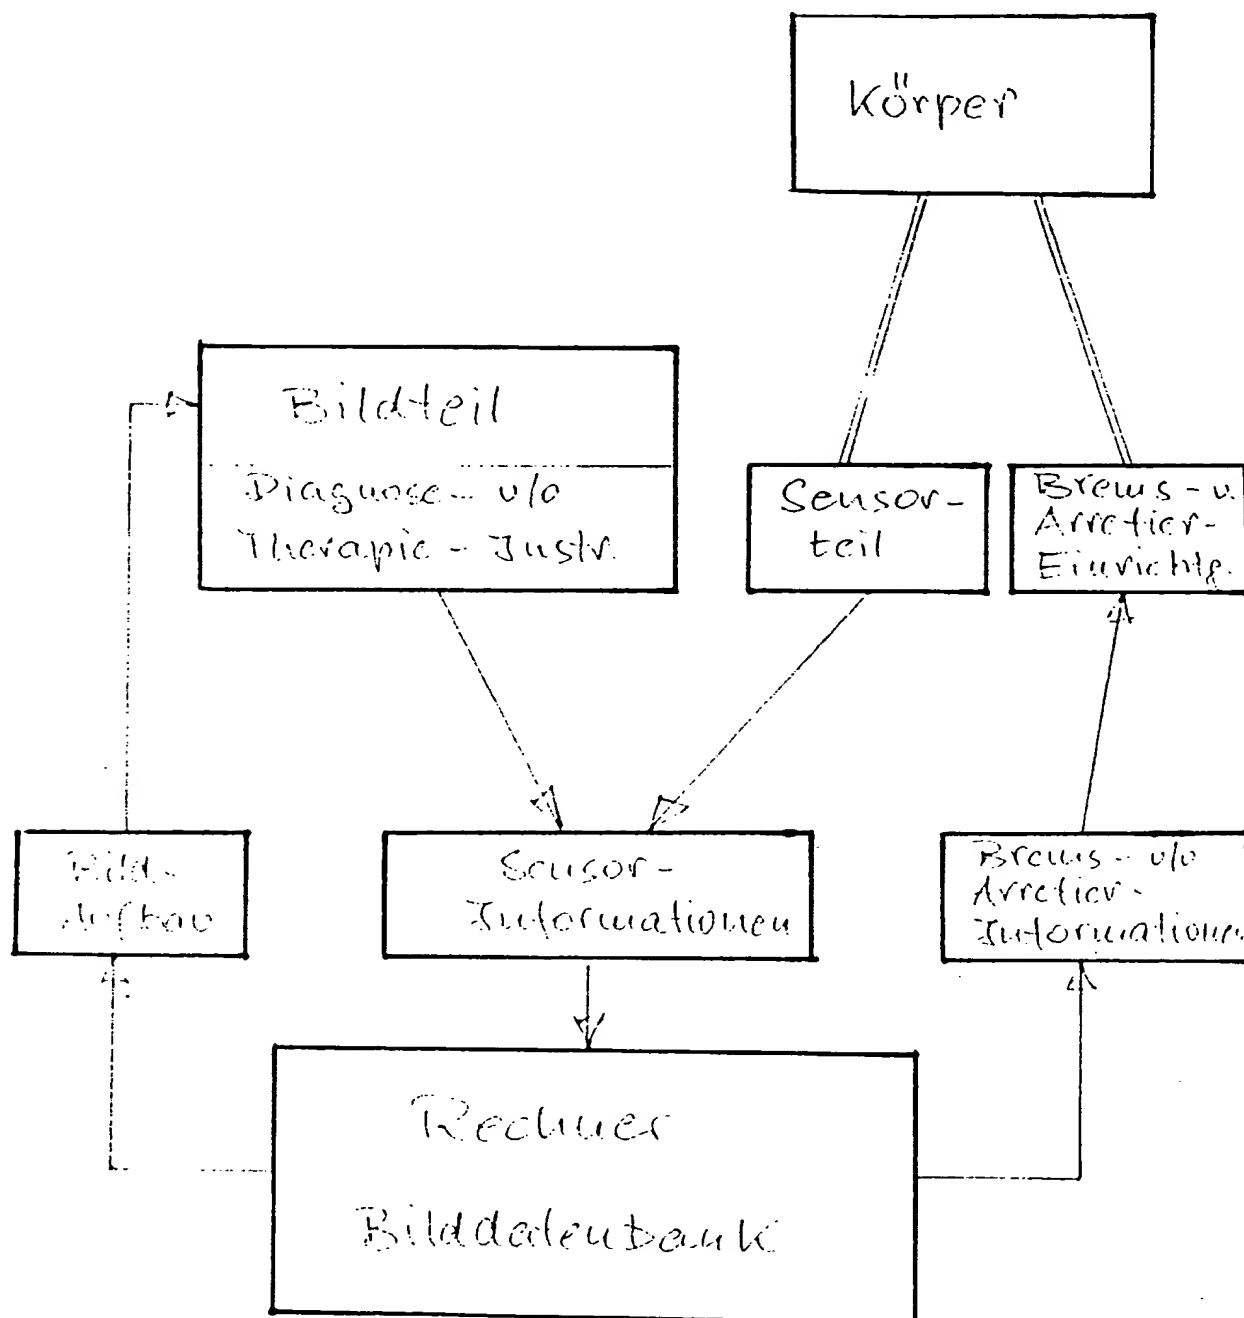 Körper
Bildteil
Diagnose- v/o
Therapie-Instr.
Sensor-
teil
Brems- u.
Arretier-
Einrichtg.
Bild-
Aufbau
Sensor-
Informationen
Brems- v/o
Arretier-
Informationen
Rechner
Bilddatenbank